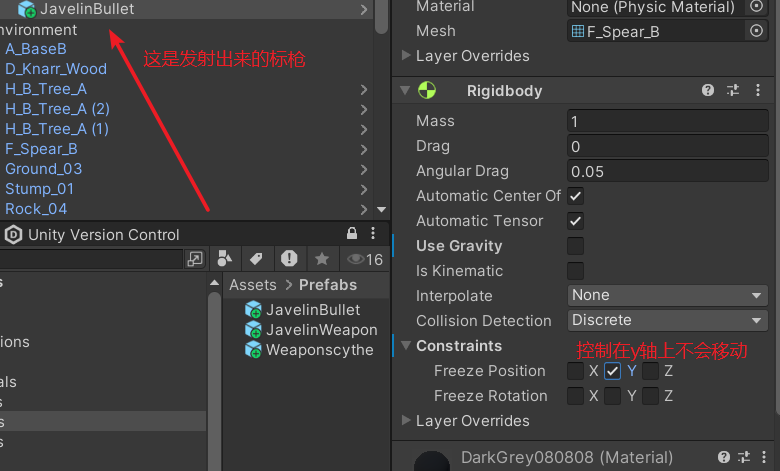 JavelinBullet
nvironment
A_BaseB
D_Knarr_Wood
H_B_Tree_A
H_B_Tree_A (2)
H_B_Tree_A (1)
F_Spear_B
Ground_03
Stump_01
Rock_04
这是发射出来的标枪
Unity Version Control
16
s
ions
als
s
s
s
Assets > Prefabs
JavelinBullet
JavelinWeapon
Weaponscythe
Material None (Physic Material)
Mesh F_Spear_B
Layer Overrides
Rigidbody
Mass 1
Drag 0
Angular Drag 0.05
Automatic Center Of
Automatic Tensor
Use Gravity
Is Kinematic
Interpolate None
Collision Detection Discrete
Constraints
控制在y轴上不会移动
Freeze Position X Y Z
Freeze Rotation X Y Z
Layer Overrides
DarkGrey080808 (Material)